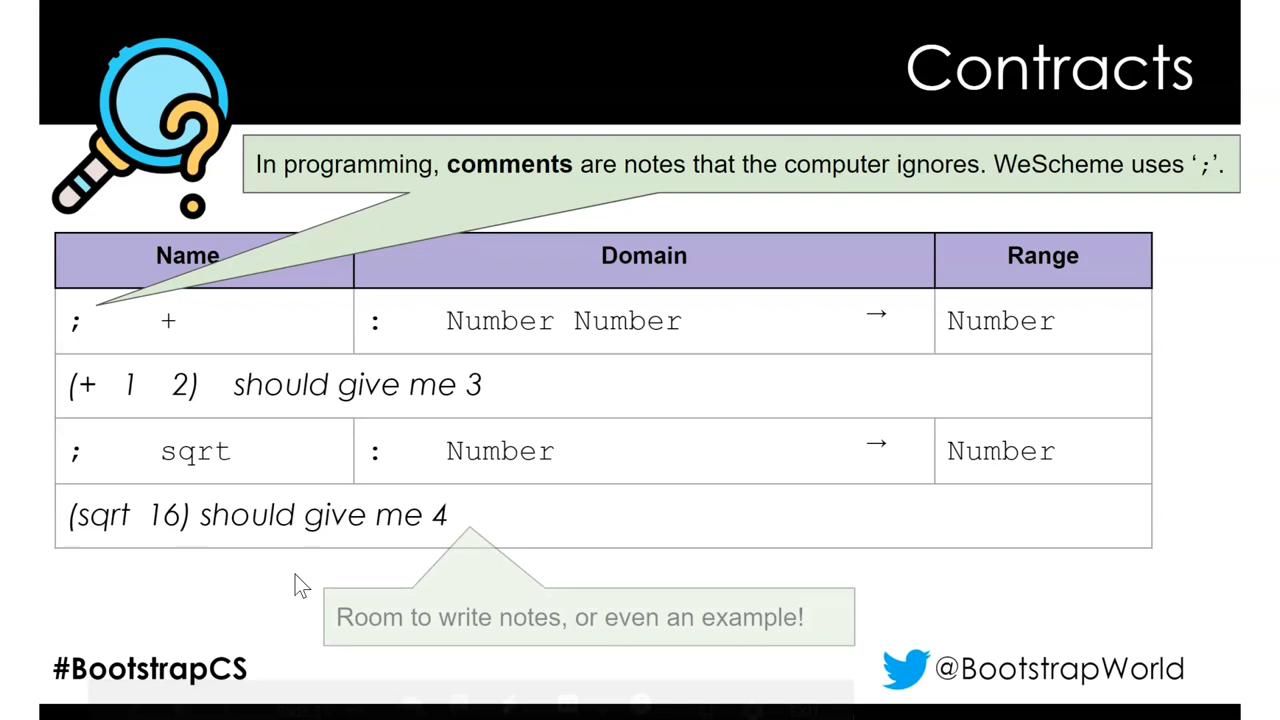 Contracts
In programming, comments are notes that the computer ignores. WeScheme uses ‘;’.
Name Domain Range
; + : Number Number → Number
(+ 1 2) should give me 3
; sqrt : Number → Number
(sqrt 16) should give me 4
Room to write notes, or even an example!
#BootstrapCS @BootstrapWorld